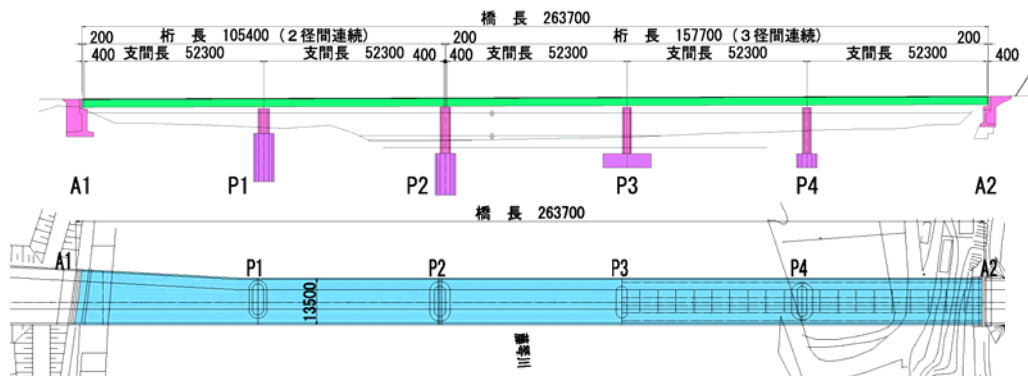 橋 長 263700
200 桁 長 105400 (2径間連続) 200 桁 長 157700 (3径間連続) 200
400 支間長 52300 支間長 52300 400 400 支間長 52300 支間長 52300 支間長 52300 400
A1 P1 P2 P3 P4 A2
橋 長 263700
A1 P1 P2 P3 P4 A2
13500